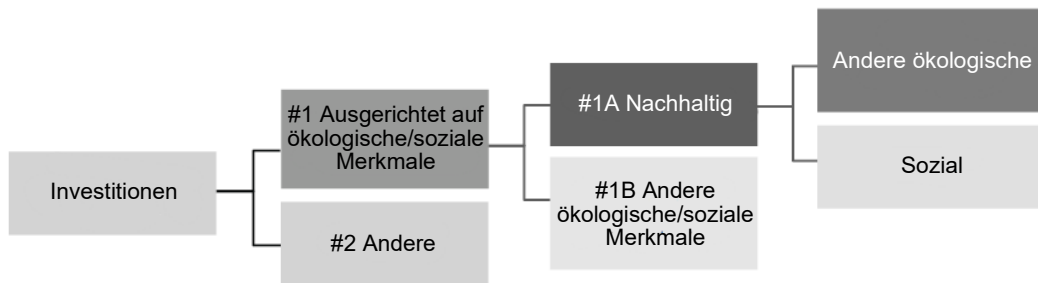 Investitionen
#1 Ausgerichtet auf
ökologische/soziale
Merkmale
#2 Andere
#1A Nachhaltig
#1B Andere
ökologische/soziale
Merkmale
Andere ökologische
Sozial